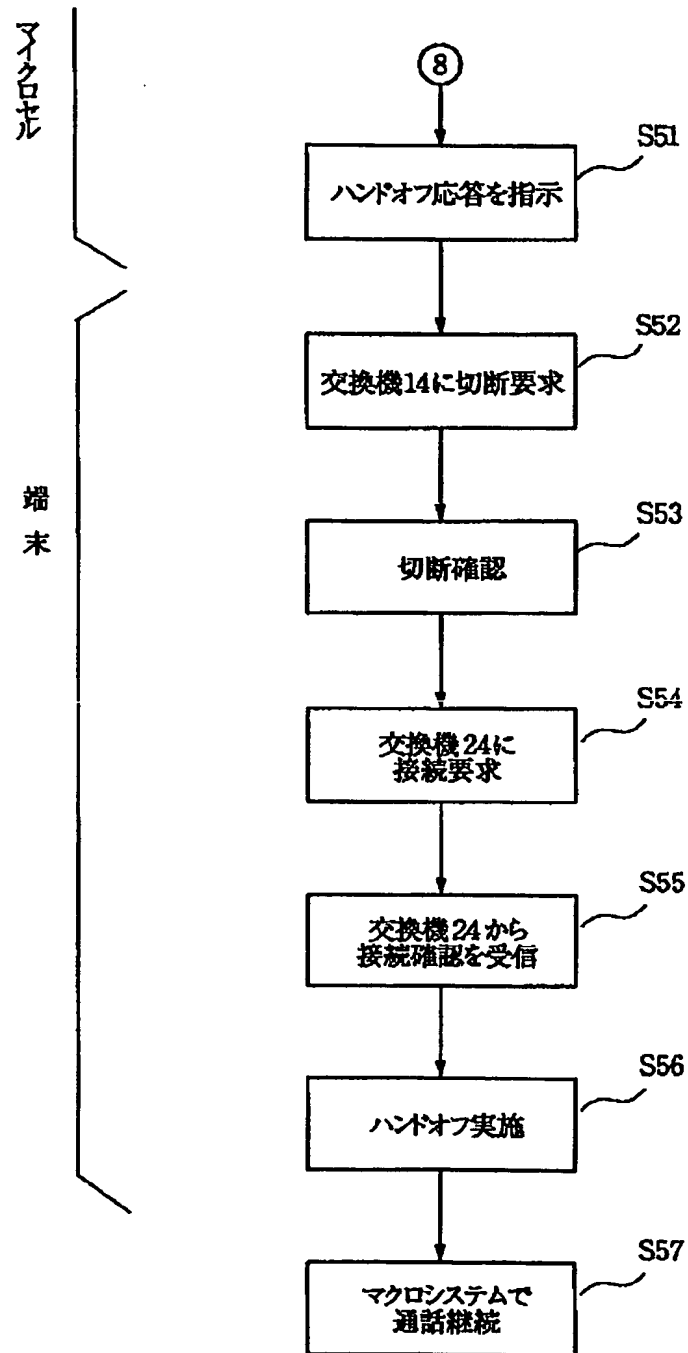 マイクロセル
⑧
S51
ハンドオフ応答を指示
S52
交換機14に切断要求
端末
S53
切断確認
S54
交換機24に
接続要求
S55
交換機24から
接続確認を受信
S56
ハンドオフ実施
S57
マクロシステムで
通話継続